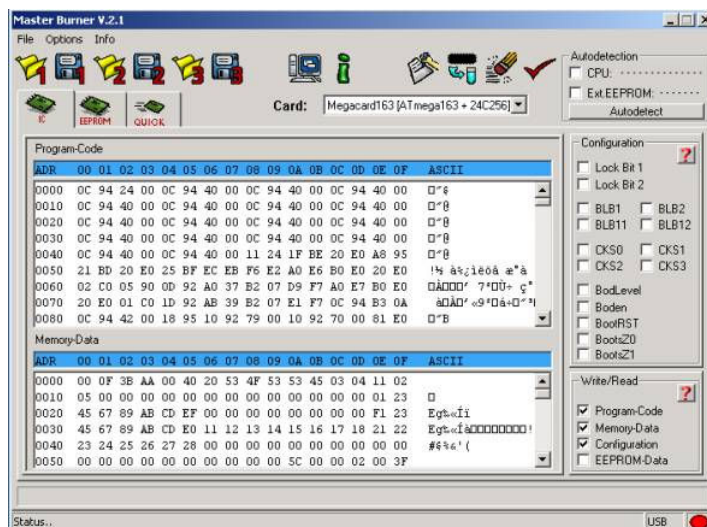 Master Burner V.2.1
File Options Info
1 1 2 2 3 3
Autodetection
CPU:
Ext.EEPROM:
Autodetect
IC
EEPROM
QUICK
Card: Megacard163 [ATmega163 + 24C256]
Program-Code
ADR 00 01 02 03 04 05 06 07 08 09 0A 0B 0C 0D 0E 0F ASCII
0000 0C 94 24 00 0C 94 40 00 0C 94 40 00 0C 94 40 00
0010 0C 94 40 00 0C 94 40 00 0C 94 40 00 0C 94 40 00
0020 0C 94 40 00 0C 94 40 00 0C 94 40 00 0C 94 40 00
0030 0C 94 40 00 0C 94 40 00 0C 94 40 00 0C 94 40 00
0040 0C 94 40 00 0C 94 40 00 11 24 1F BE 20 E0 A8 95
0050 21 BD 20 E0 25 BF EC EB F6 E2 A0 E6 B0 E0 20 E0
0060 02 C0 05 90 0D 92 A0 37 B2 07 D9 F7 A0 E7 B0 E0
0070 20 E0 01 C0 1D 92 AB 39 B2 07 E1 F7 0C 94 B3 0A
0080 0C 94 42 00 18 95 10 92 79 00 10 92 70 00 81 E0
Memory-Data
ADR 00 01 02 03 04 05 06 07 08 09 0A 0B 0C 0D 0E 0F ASCII
0000 00 0F 3B AA 00 40 20 53 4F 53 53 45 03 04 11 02
0010 05 00 00 00 00 00 00 00 00 00 00 00 00 00 01 23
0020 45 67 89 AB CD EF 00 00 00 00 00 00 00 00 F1 23 Eg‰«Íï
0030 45 67 89 AB CD E0 11 12 13 14 15 16 17 18 21 22
0040 23 24 25 26 27 28 00 00 00 00 00 00 00 00 00 00 #$%&'(
0050 00 00 00 00 00 00 00 00 00 00 5C 00 00 02 00 3F
Configuration
?
Lock Bit 1
Lock Bit 2
BLB1 BLB2
BLB11 BLB12
CKS0 CKS1
CKS2 CKS3
BodLevel
Boden
BootRST
BootsZ0
BootsZ1
Write/Read
?
Program-Code
Memory-Data
Configuration
EEPROM-Data
Status..
USB